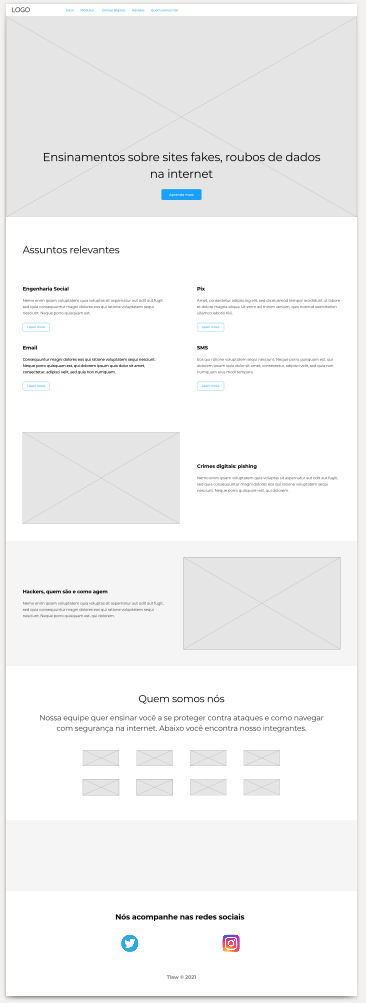 LOGO
Início
Crimes digitais
Hackers
Quem somos nós
Ensinamentos sobre sites fakes, roubos de dados
na internet
Aprenda mais
Assuntos relevantes
Engenharia Social
Nemo enim ipsam voluptatem quia voluptas sit aspernatur aut odit aut fugit,
sed quia consequuntur magni dolores eos qui ratione voluptatem sequi
nesciunt. Neque porro quisquam est.
Learn more
Pix
Amet, consectetur adipiscing elit, sed do eiusmod tempor incididunt ut labore
et dolore magna aliqua. Ut enim ad minim veniam, quis nostrud exercitation
ullamco laboris nisi.
Learn more
Email
Consequuntur magni dolores eos qui ratione voluptatem sequi nesciunt.
Neque porro quisquam est, qui dolorem ipsum quia dolor sit amet,
consectetur, adipisci velit, sed quia non numquam.
Learn more
SMS
Eos qui ratione voluptatem sequi nesciunt. Neque porro quisquam est, qui
dolorem ipsum quia dolor sit amet, consectetur, adipisci velit, sed quia non
numquam eius modi tempora.
Learn more
Crimes digitais: pishing
Nemo enim ipsam voluptatem quia voluptas sit aspernatur aut odit aut fugit,
sed quia consequuntur magni dolores eos qui ratione voluptatem sequi
nesciunt. Neque porro quisquam est, qui dolorem.
Hackers, quem são e como agem
Nemo enim ipsam voluptatem quia voluptas sit aspernatur aut odit aut fugit,
sed quia consequuntur magni dolores eos qui ratione voluptatem sequi
nesciunt. Neque porro quisquam est, qui dolorem.
Quem somos nós
Nossa equipe quer ensinar você a se proteger contra ataques e como navegar
com segurança na internet. Abaixo você encontra nosso integrantes.
Nós acompanhe nas redes sociais
Tiaw © 2021